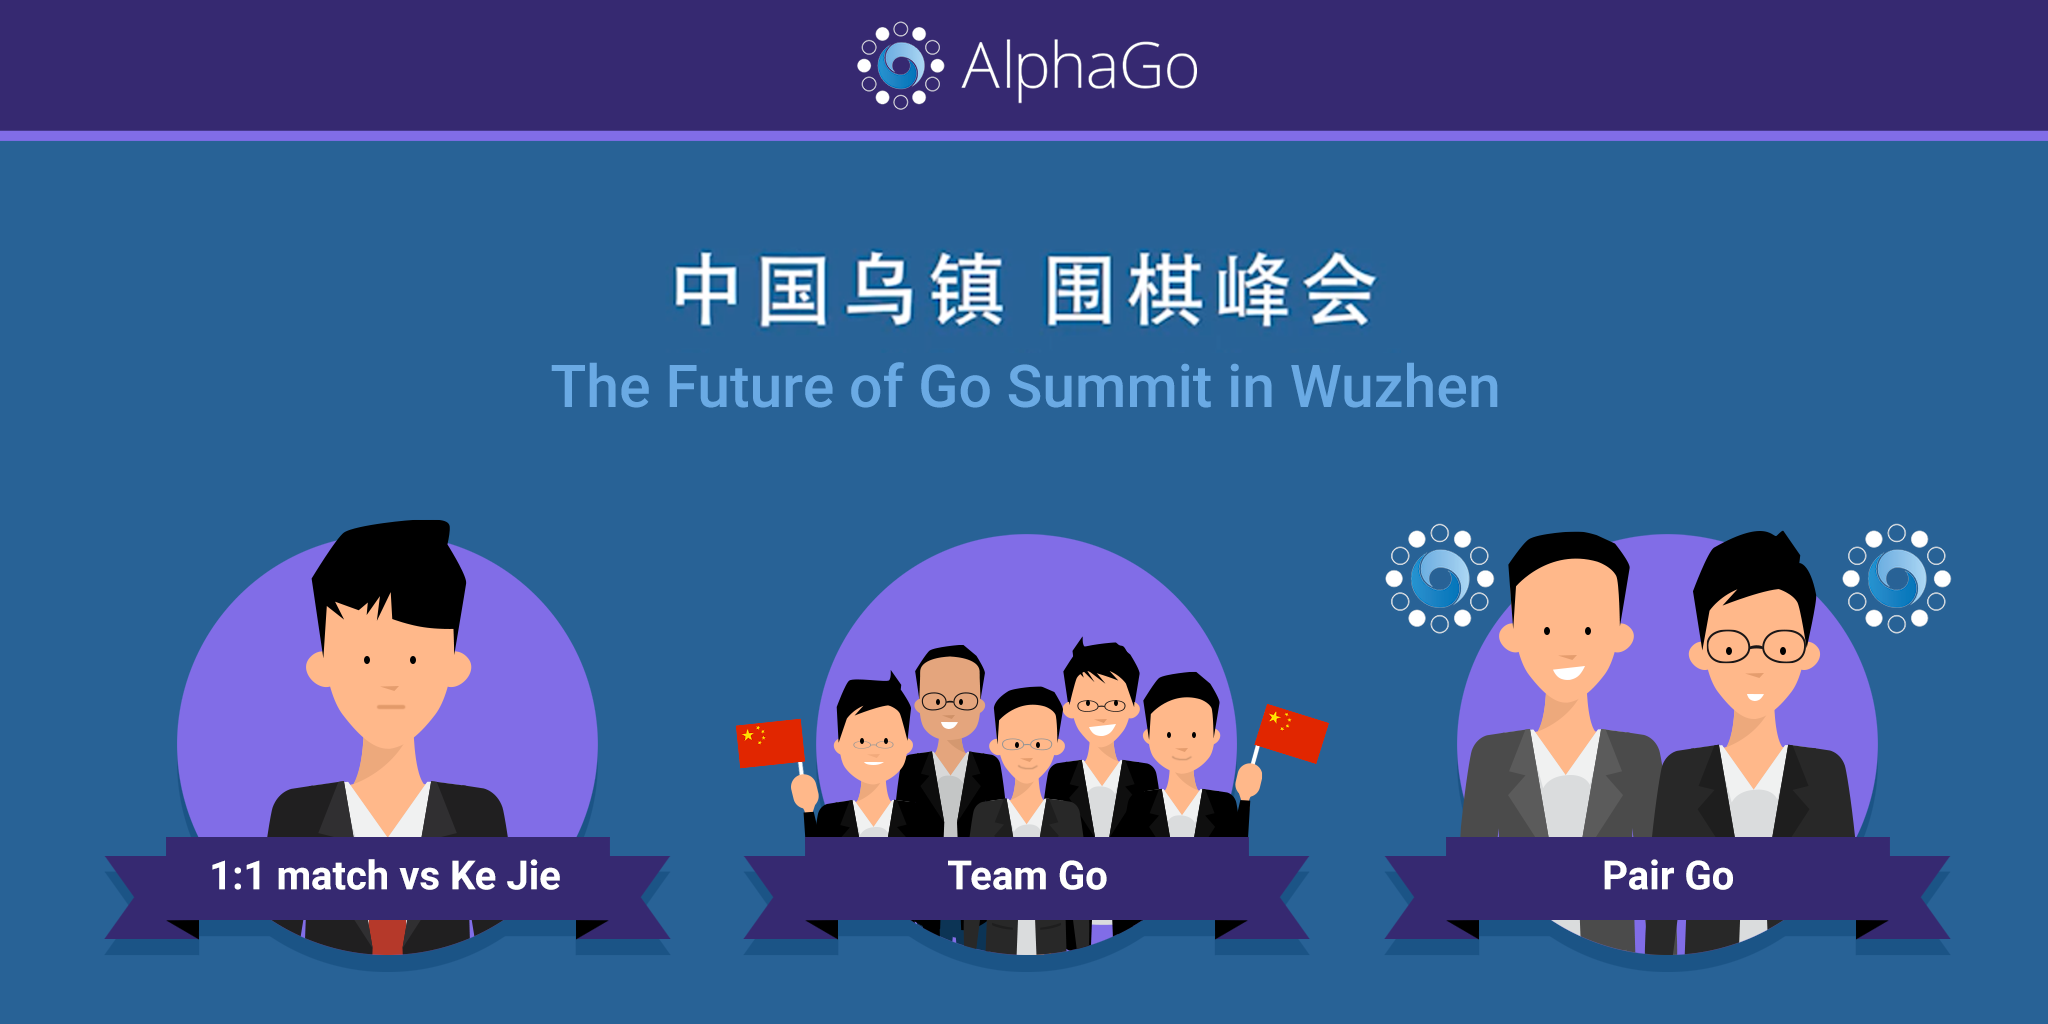 AlphaGo
中国乌镇 围棋峰会
The Future of Go Summit in Wuzhen
1:1 match vs Ke Jie
Team Go
Pair Go